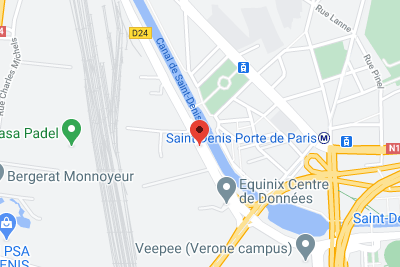 Rue Lanne
D24
Rue Charles Michels
Canal de Saint-Denis
Rue Pinel
asa Padel
Saint-Denis Porte de Paris
N1
Bergerat Monnoyeur
Equinix Centre
de Données
Saint-Denis
PSA
ENIS
Veepee (Verone campus)